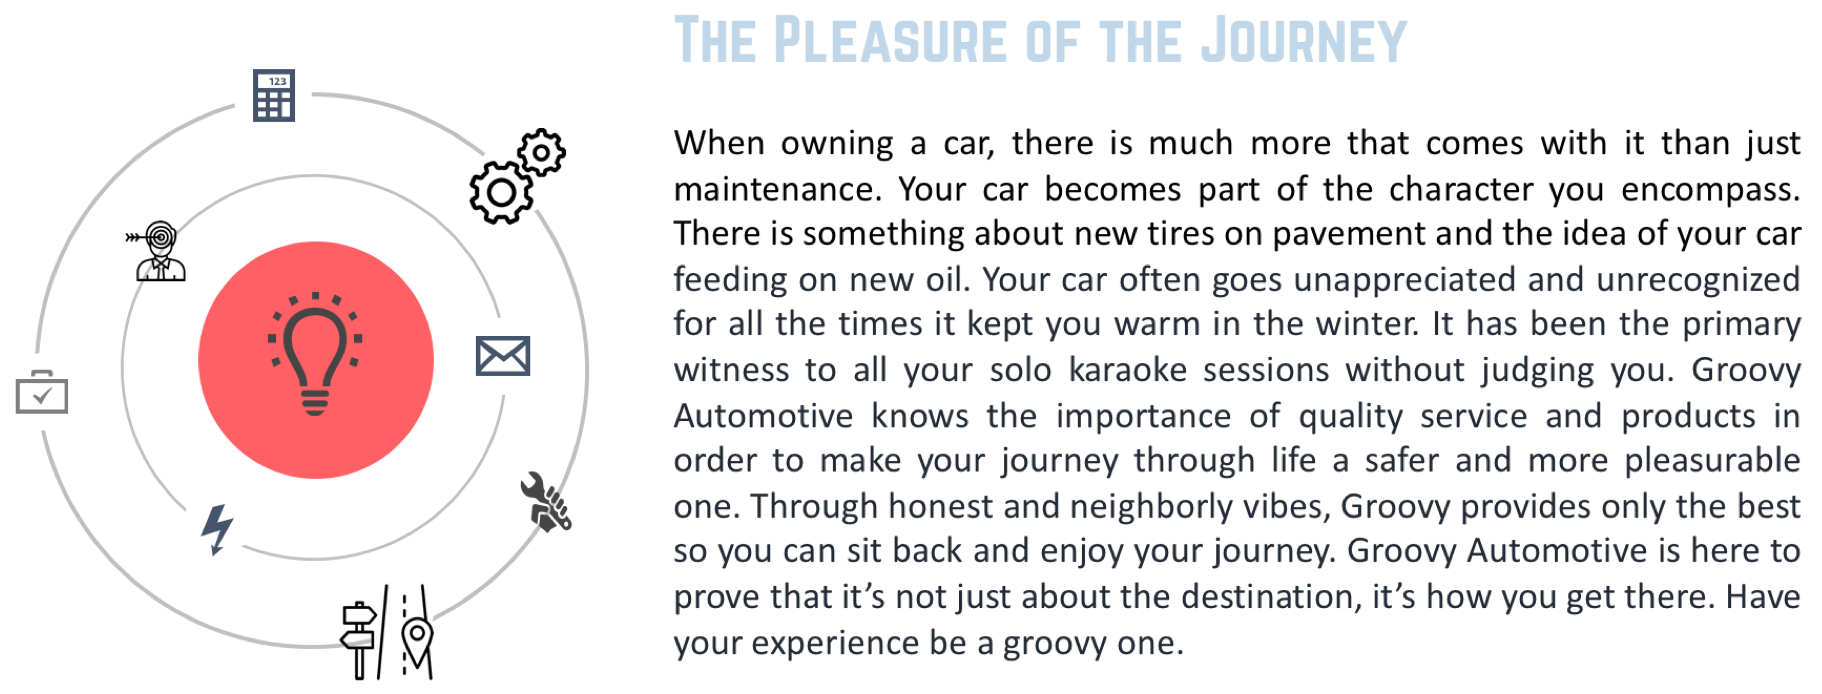 The Pleasure of the Journey
123
When owning a car, there is much more that comes with it than just
maintenance. Your car becomes part of the character you encompass.
There is something about new tires on pavement and the idea of your car
feeding on new oil. Your car often goes unappreciated and unrecognized
for all the times it kept you warm in the winter. It has been the primary
witness to all your solo karaoke sessions without judging you. Groovy
Automotive knows the importance of quality service and products in
order to make your journey through life a safer and more pleasurable
one. Through honest and neighborly vibes, Groovy provides only the best
so you can sit back and enjoy your journey. Groovy Automotive is here to
prove that it’s not just about the destination, it’s how you get there. Have
your experience be a groovy one.